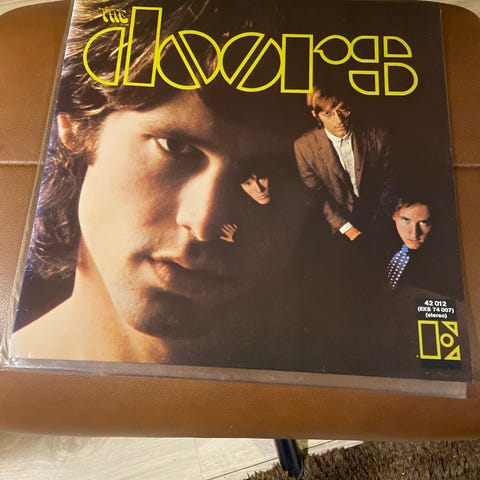 THE
doors
42 012
(EKS 74 007)
(stereo)
E